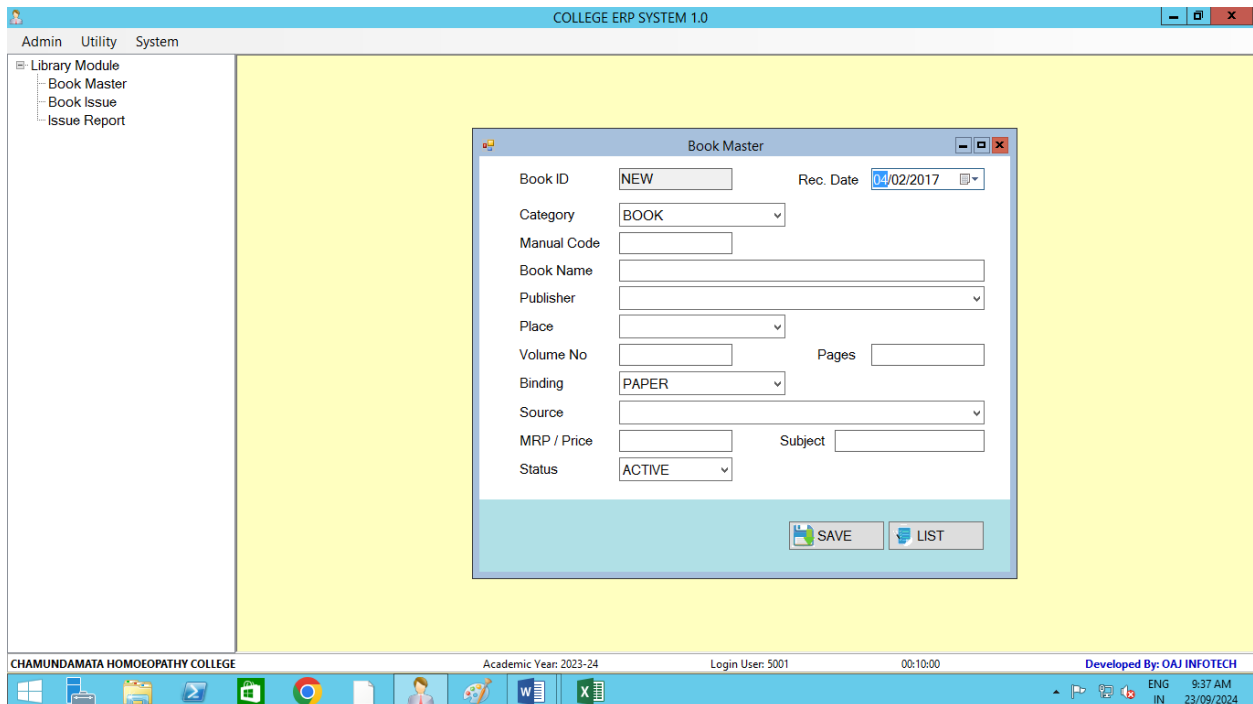 COLLEGE ERP SYSTEM 1.0
Admin Utility System
Library Module
Book Master
Book Issue
Issue Report
Book Master
Book ID NEW Rec. Date 04/02/2017
Category BOOK
Manual Code
Book Name
Publisher
Place
Volume No Pages
Binding PAPER
Source
MRP / Price Subject
Status ACTIVE
SAVE LIST
CHAMUNDAMATA HOMOEOPATHY COLLEGE Academic Year: 2023-24 Login User: 5001 00:10:00 Developed By: OAJ INFOTECH
ENG 9:37 AM
IN 23/09/2024